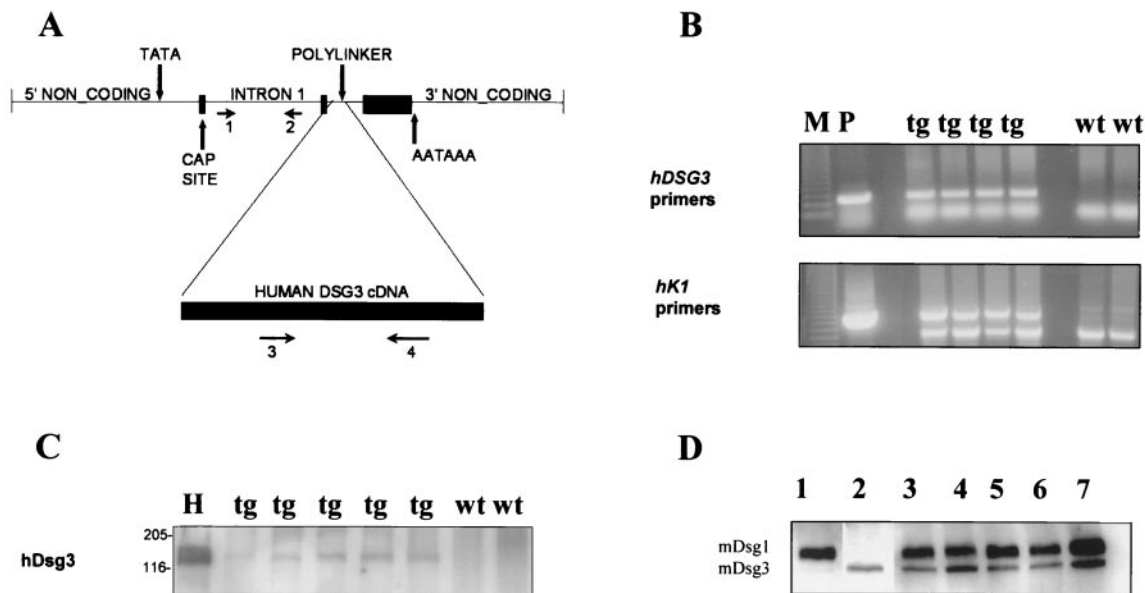 A
TATA
POLYLINKER
5' NON_CODING
INTRON 1
3' NON_CODING
1
2
CAP
SITE
AATAAA
HUMAN DSG3 cDNA
3
4
B
M P tg tg tg tg wt wt
hDSG3
primers
hK1
primers
C
H tg tg tg tg tg wt wt
205-
hDsg3
116-
D
1 2 3 4 5 6 7
mDsg1
mDsg3